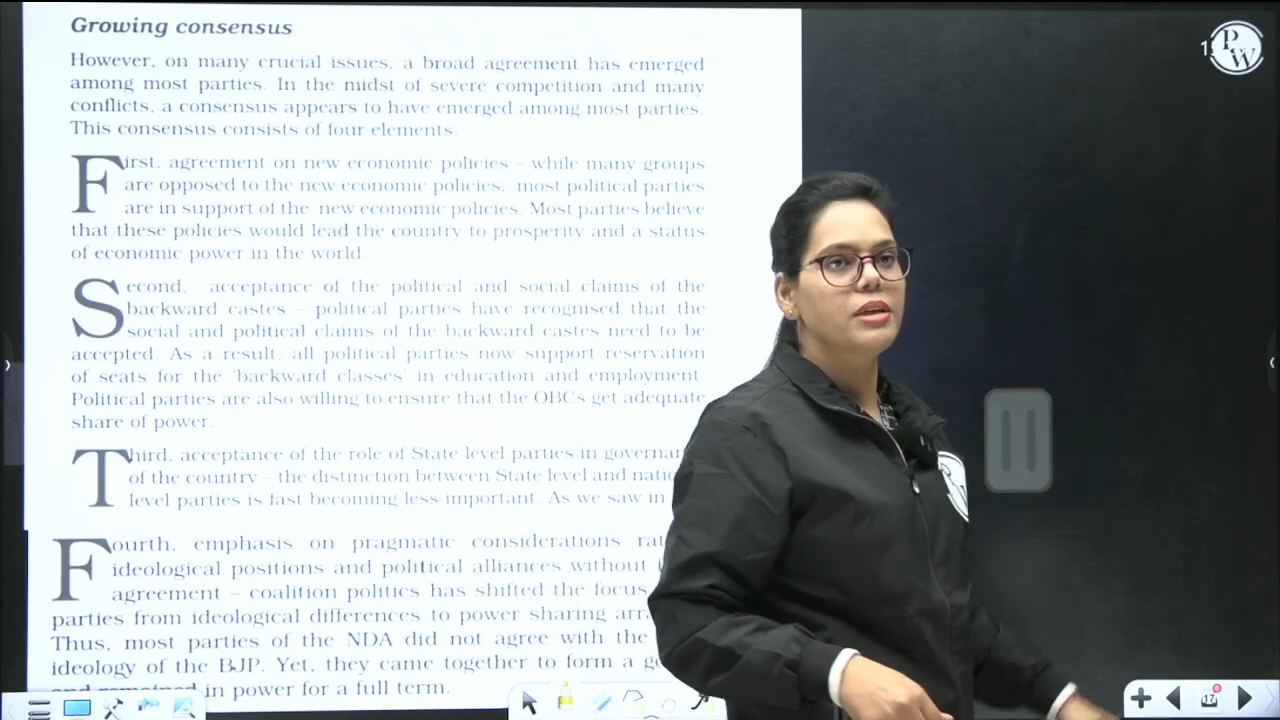 Growing consensus
However, on many crucial issues, a broad agreement has emerged
among most parties. In the midst of severe competition and many
conflicts, a consensus appears to have emerged among most parties.
This consensus consists of four elements.
First, agreement on new economic policies – while many groups
are opposed to the new economic policies, most political parties
are in support of the new economic policies. Most parties believe
that these policies would lead the country to prosperity and a status
of economic power in the world.
Second, acceptance of the political and social claims of the
backward castes – political parties have recognised that the
social and political claims of the backward castes need to be
accepted. As a result, all political parties now support reservation
of seats for the 'backward classes' in education and employment.
Political parties are also willing to ensure that the OBCs get adequate
share of power.
Third, acceptance of the role of State level parties in
of the country – the distinction between State level and
level parties is fast becoming less important. As we saw in
Fourth, emphasis on pragmatic considerations
ideological positions and political alliances without
agreement – coalition politics has shifted the focus
parties from ideological differences to power sharing
Thus, most parties of the NDA did not agree with the
ideology of the BJP. Yet, they came together to form a
and remained in power for a full term.
PW
17